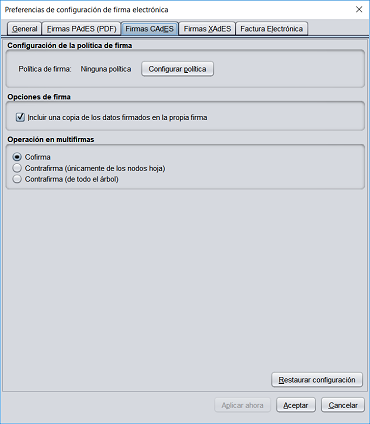 Preferencias de configuración de firma electrónica
General
Firmas PAdES (PDF)
Firmas CAdES
Firmas XAdES
Factura Electrónica
Configuración de la política de firma
Política de firma: Ninguna política Configurar política
Opciones de firma
Incluir una copia de los datos firmados en la propia firma
Operación en multifirmas
Cofirma
Contrafirma (únicamente de los nodos hoja)
Contrafirma (de todo el árbol)
Restaurar configuración
Aplicar ahora
Aceptar
Cancelar